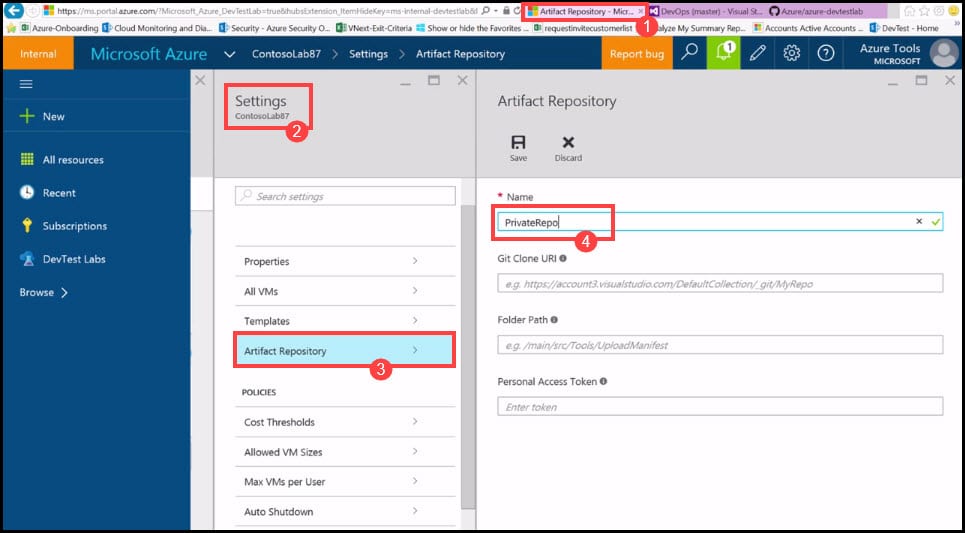 https://ms.portal.azure.com/?Microsoft_Azure_DevTestLab=true&hubsExtension_ItemHideKey=ms-internal-devtestlab&
Artifact Repository - Micr...
DevOps (master) - Visual St...
Azure/azure-devtestlab
Azure-Onboarding
Cloud Monitoring and D...
Security - Azure Security O...
VNext-Exit-Criteria
Show or hide the Favorites ...
requestinvitecustomerlist
alyze My Summary Rep...
Accounts Active Accounts ...
DevTest - Home
1
Internal
Microsoft Azure
ContosoLab87
Settings
Artifact Repository
Report bug
1
Azure Tools
MICROSOFT
New
All resources
Recent
Subscriptions
DevTest Labs
Browse
Settings
ContosoLab87
2
Search settings
Properties
All VMs
Templates
Artifact Repository
3
POLICIES
Cost Thresholds
Allowed VM Sizes
Max VMs per User
Auto Shutdown
Artifact Repository
Save
Discard
* Name
PrivateRepo
4
Git Clone URI
e.g. https://account3.visualstudio.com/DefaultCollection/_git/MyRepo
Folder Path
e.g. /main/src/Tools/UploadManifest
Personal Access Token
Enter token